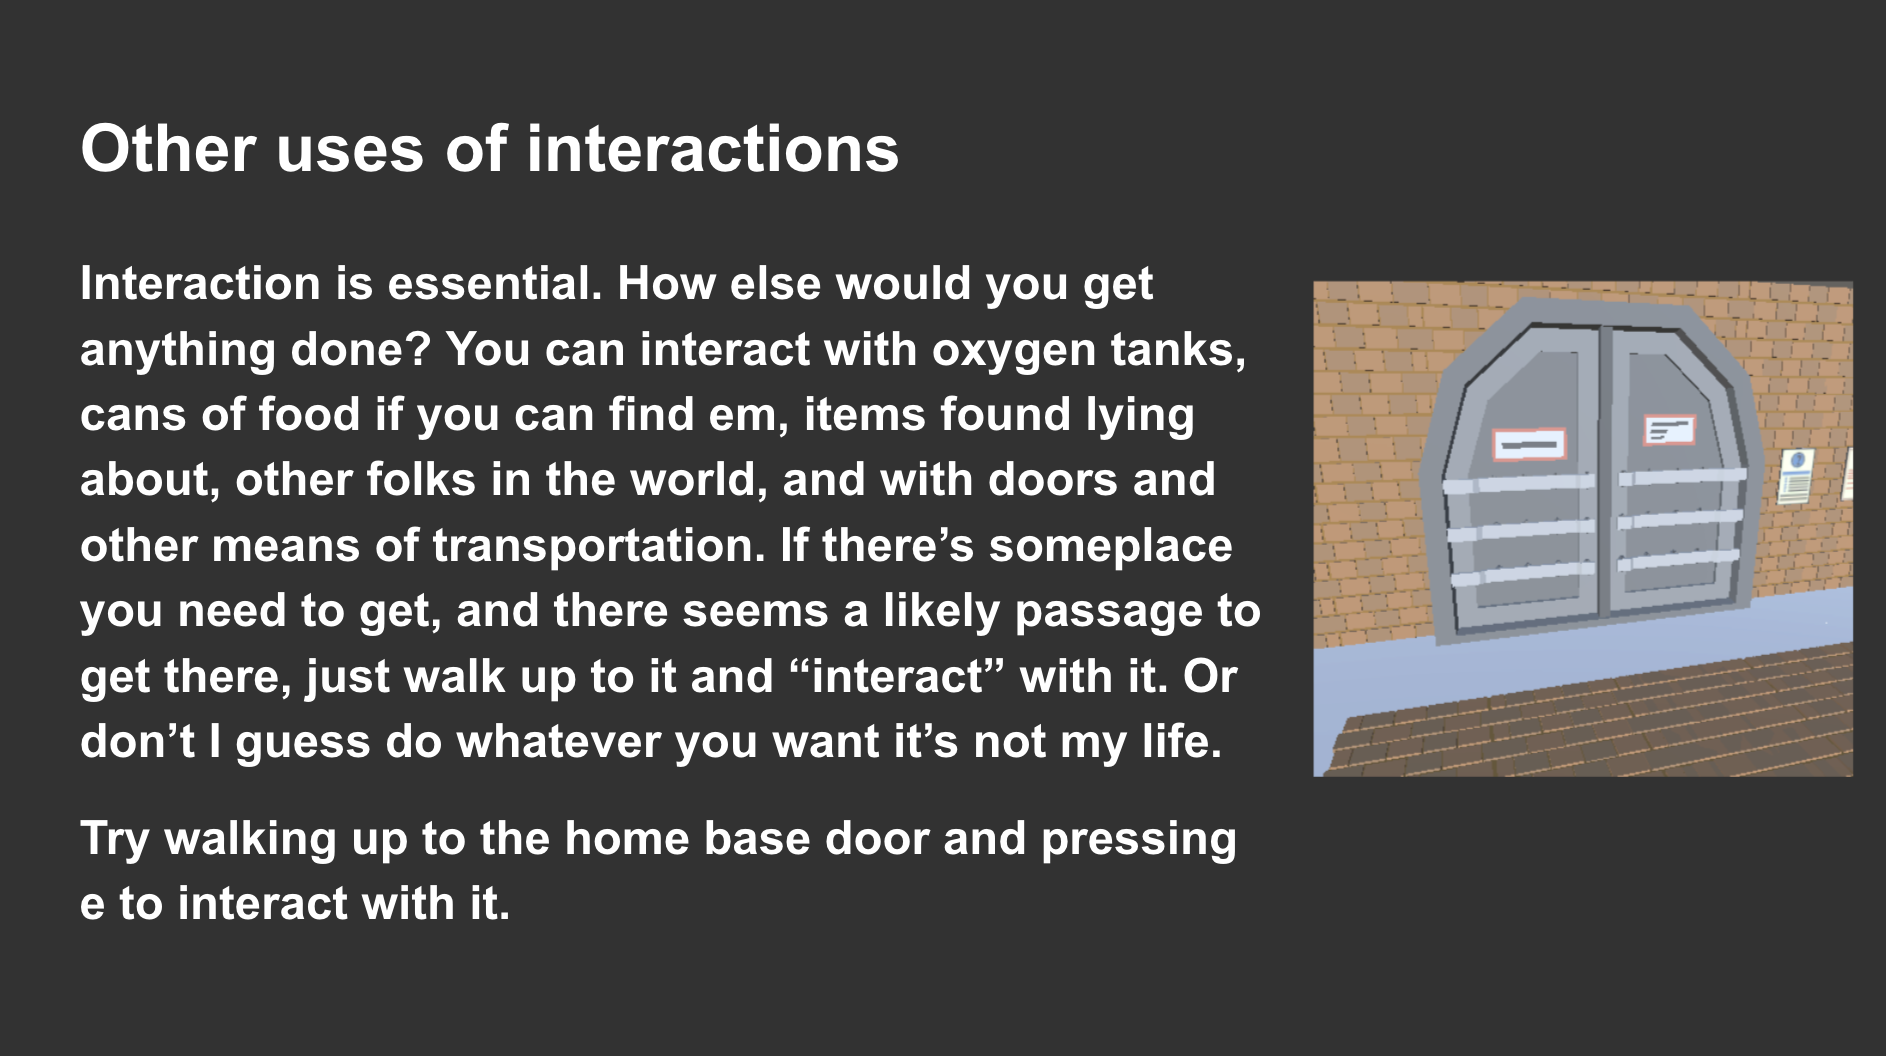 Other uses of interactions
Interaction is essential. How else would you get
anything done? You can interact with oxygen tanks,
cans of food if you can find em, items found lying
about, other folks in the world, and with doors and
other means of transportation. If there’s someplace
you need to get, and there seems a likely passage to
get there, just walk up to it and “interact” with it. Or
don’t I guess do whatever you want it’s not my life.
Try walking up to the home base door and pressing
e to interact with it.